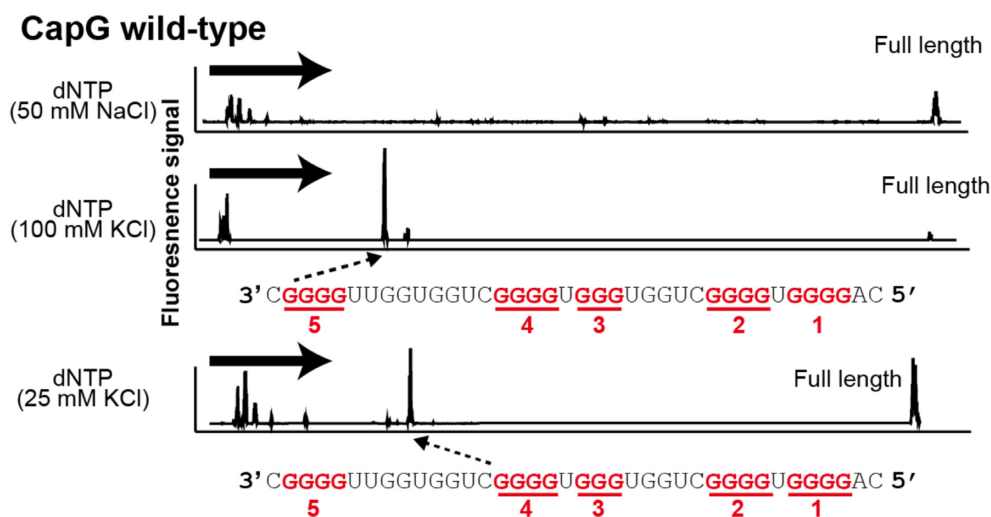 CapG wild-type
Fluoresnence signal
dNTP
(50 mM NaCl)
Full length
dNTP
(100 mM KCl)
Full length
3’ CGGGGUUGGUGGUCGGGGUGGGUGGUCGGGGUGGGGAC 5’
5 4 3 2 1
dNTP
(25 mM KCl)
Full length
3’ CGGGGUUGGUGGUCGGGGUGGGUGGUCGGGGUGGGGAC 5’
5 4 3 2 1